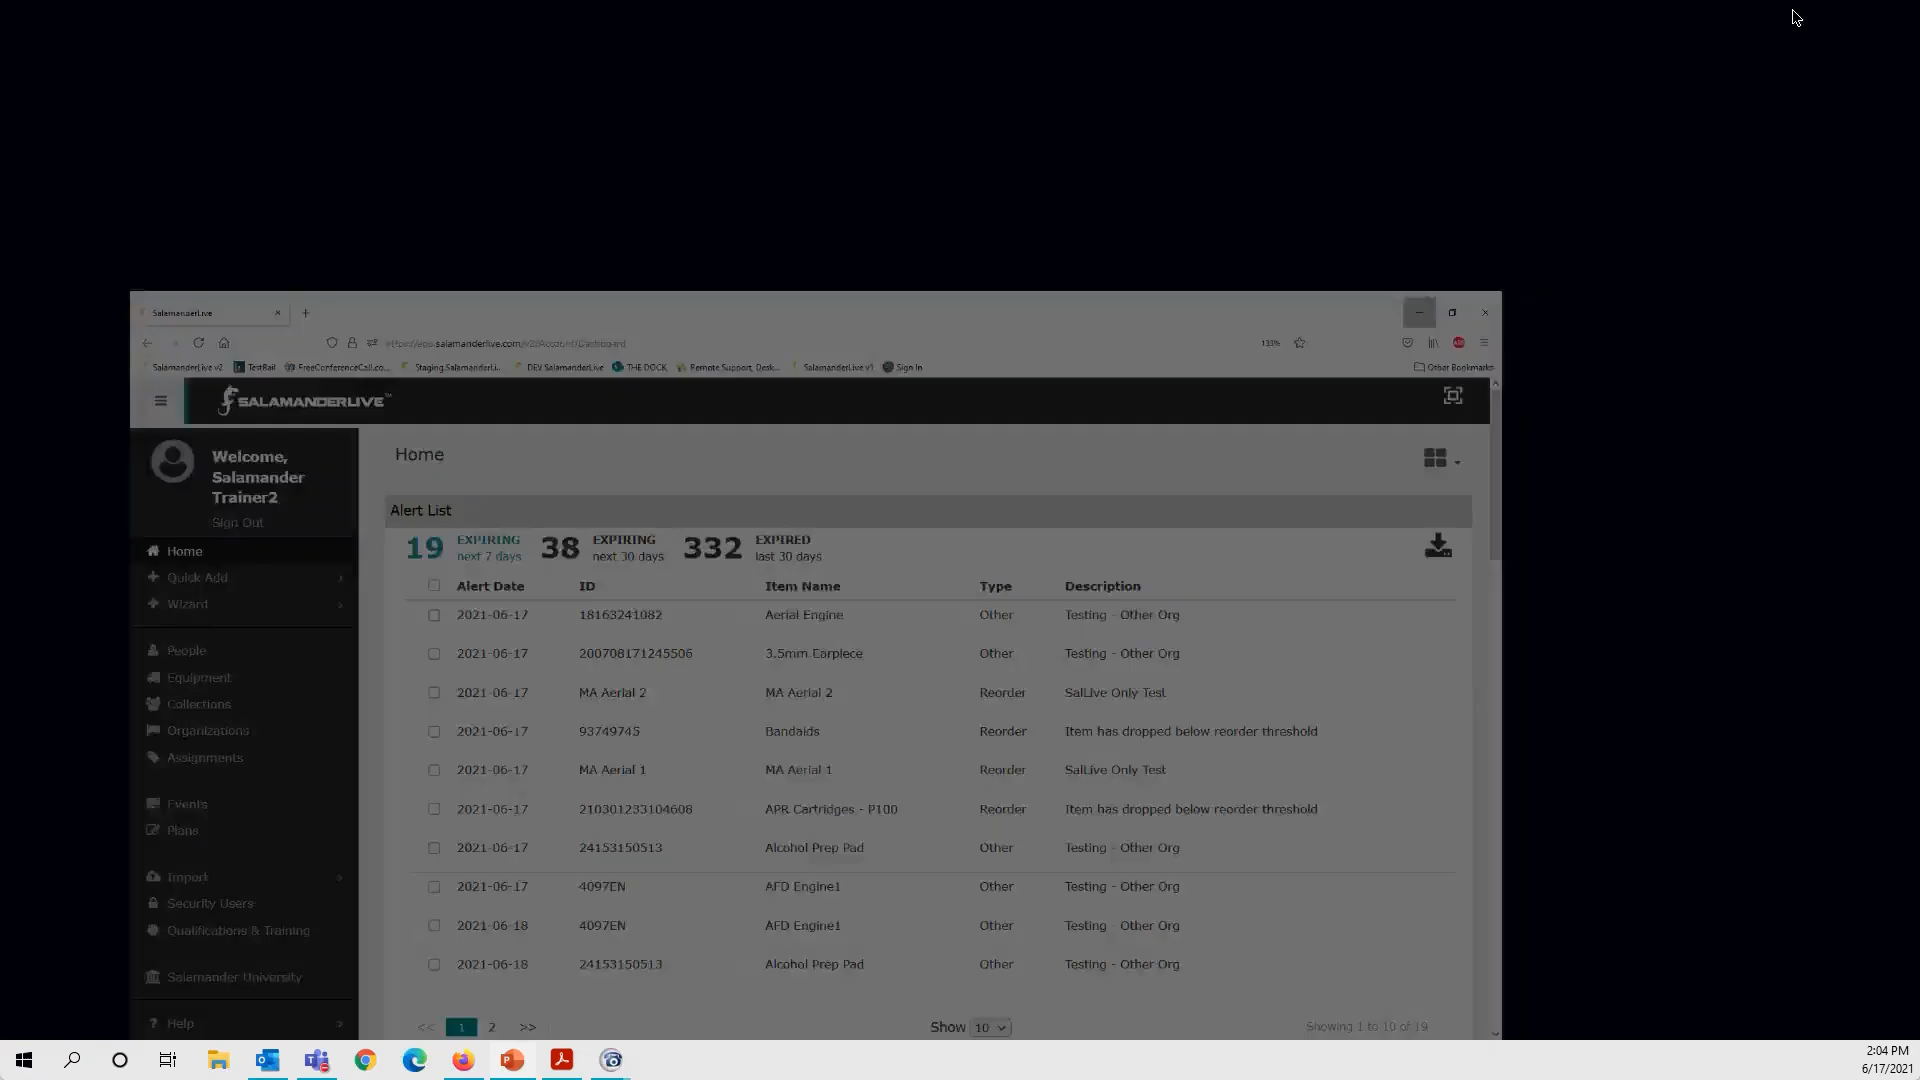 SalamanderLive
salamanderlive.com/v2/Account/Dashboard
133%
SalamanderLive v2 TestRail FreeConferenceCall.co... Staging.SalamanderLi... DEV SalamanderLive THE DOCK Remote Support, Desk... SalamanderLive v1 Sign In Other Bookmarks
SALAMANDERLIVE™
Welcome,
Salamander
Trainer2
Sign Out
Home
Quick Add
Wizard
People
Equipment
Collections
Organizations
Assignments
Events
Plans
Import
Security Users
Qualifications & Training
Salamander University
? Help
Home
Alert List
19 EXPIRING next 7 days 38 EXPIRING next 30 days 332 EXPIRED last 30 days
Alert Date ID Item Name Type Description
2021-06-17 18163241082 Aerial Engine Other Testing - Other Org
2021-06-17 200708171245506 3.5mm Earpiece Other Testing - Other Org
2021-06-17 MA Aerial 2 MA Aerial 2 Reorder SalLive Only Test
2021-06-17 93749745 Bandaids Reorder Item has dropped below reorder threshold
2021-06-17 MA Aerial 1 MA Aerial 1 Reorder SalLive Only Test
2021-06-17 210301233104608 APR Cartridges - P100 Reorder Item has dropped below reorder threshold
2021-06-17 24153150513 Alcohol Prep Pad Other Testing - Other Org
2021-06-17 4097EN AFD Engine1 Other Testing - Other Org
2021-06-18 4097EN AFD Engine1 Other Testing - Other Org
2021-06-18 24153150513 Alcohol Prep Pad Other Testing - Other Org
<< 1 2 >> Show 10 Showing 1 to 10 of 19
2:04 PM
6/17/2021